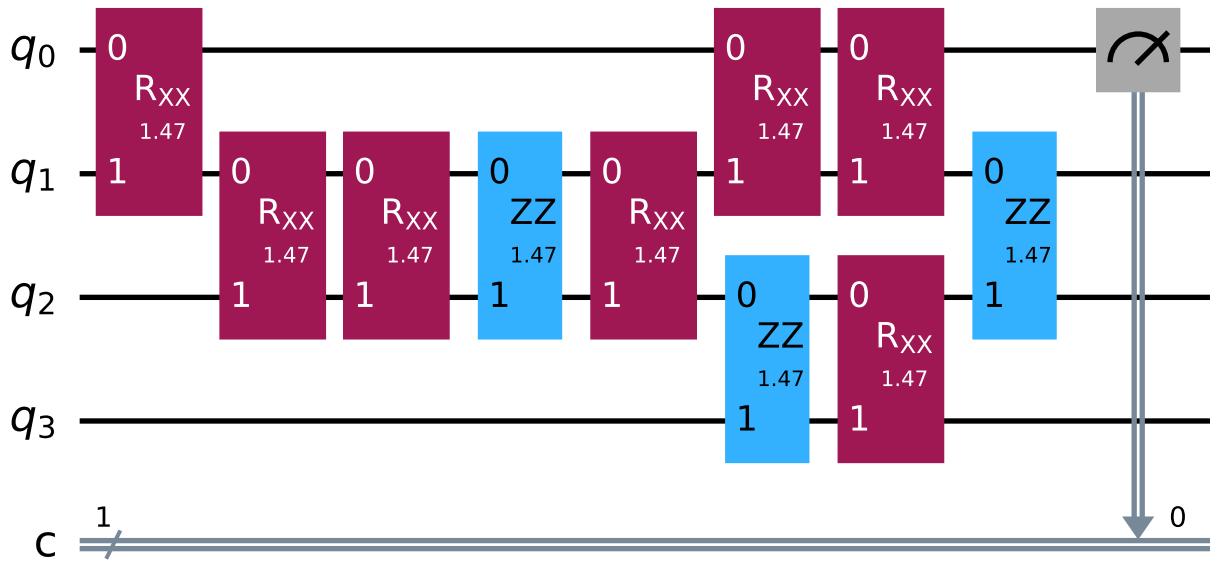 q0 0 0 0
RXX RXX RXX
1.47 1.47 1.47
q1 1 0 0 0 0 1 1 0
RXX RXX ZZ RXX ZZ
1.47 1.47 1.47 1.47 1.47
q2 1 1 1 1 0 0 1
ZZ RXX
1.47 1.47
q3 1 1
1 0
c